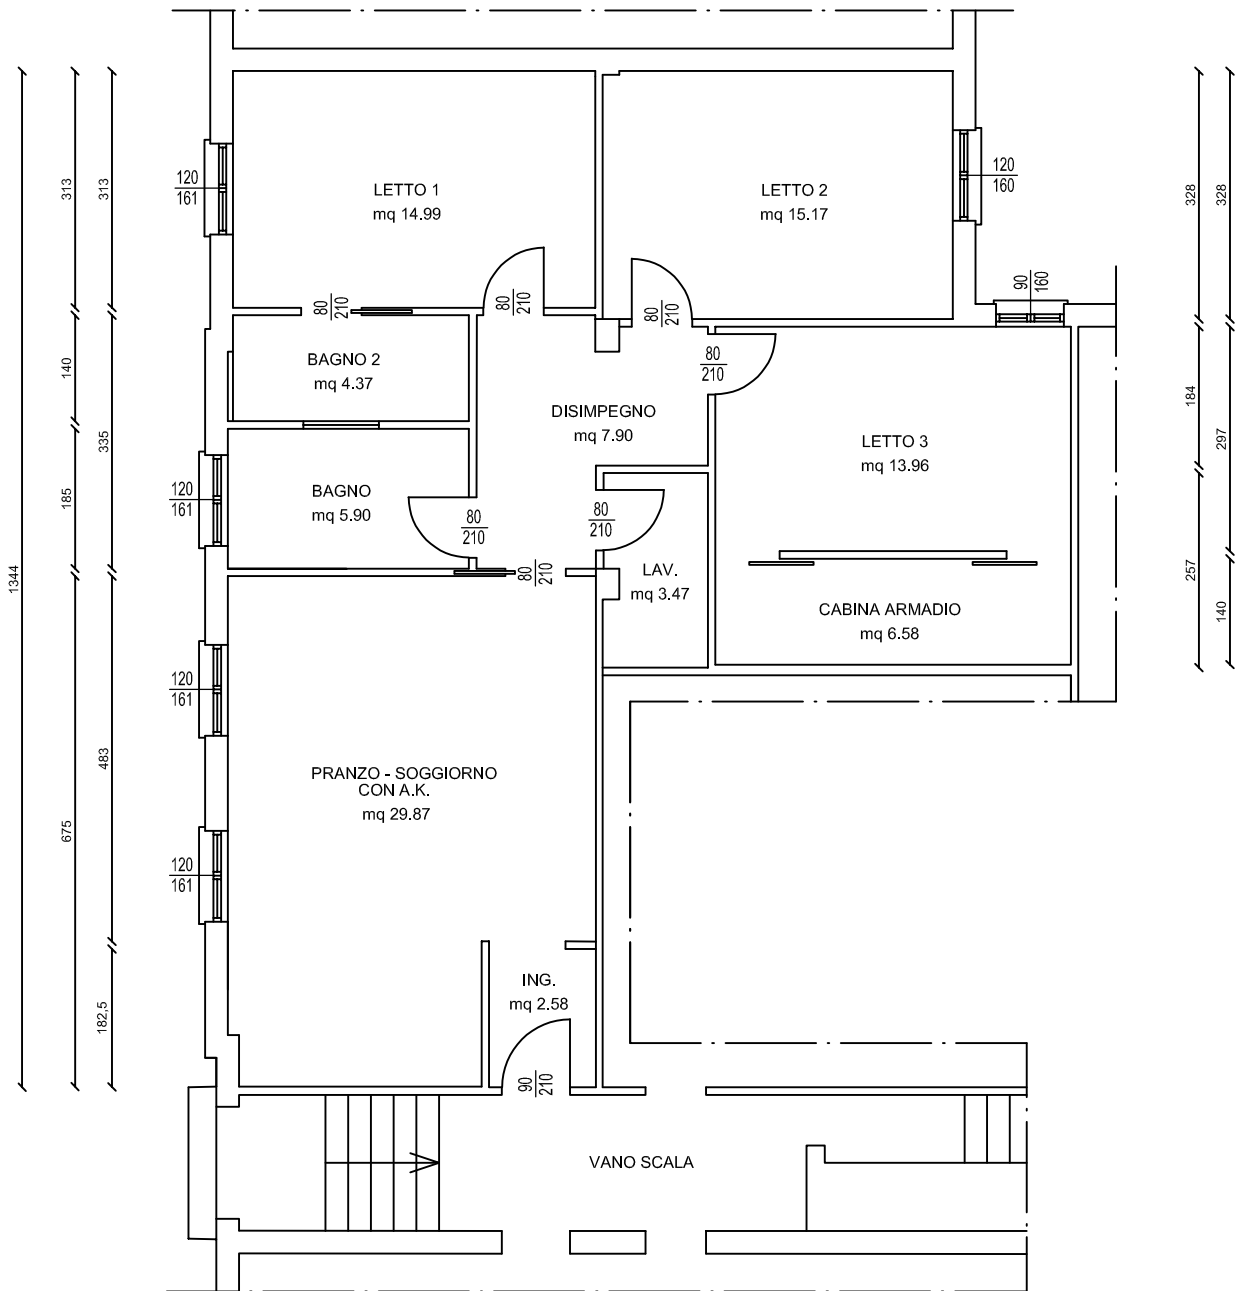 120
161
LETTO 1
mq 14.99
LETTO 2
mq 15.17
120
160
313
313
328
328
90
160
80
210
80
210
80
210
80
210
BAGNO 2
mq 4.37
140
DISIMPEGNO
mq 7.90
184
335
297
LETTO 3
mq 13.96
BAGNO
mq 5.90
120
161
185
80
210
80
210
80
210
LAV.
mq 3.47
257
1344
CABINA ARMADIO
mq 6.58
140
120
161
483
PRANZO - SOGGIORNO
CON A.K.
mq 29.87
675
120
161
ING.
mq 2.58
182,5
90
210
VANO SCALA